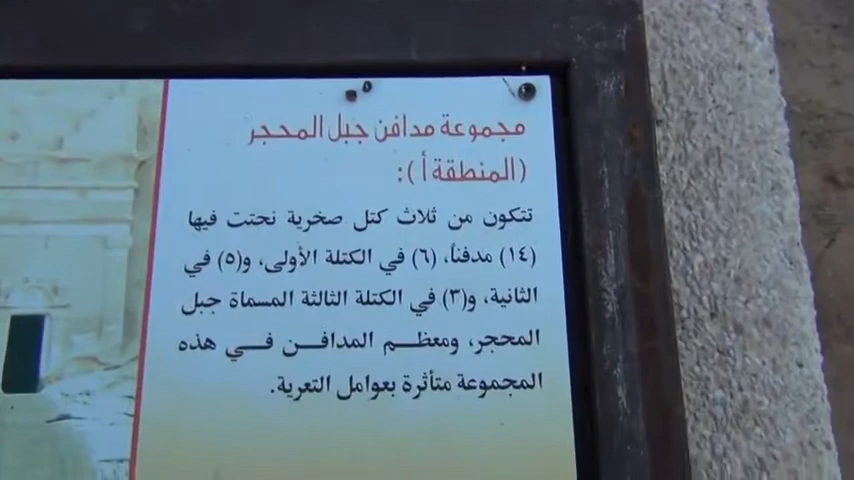 مجموعة مدافن جبل المحجر
(المنطقة أ):
تتكون من ثلاث كتل صخرية نحتت فيها
(١٤) مدفناً، (٦) في الكتلة الأولى، و(٥) في
الثانية، و(٣) في الكتلة الثالثة المسماة جبل
المحجر، ومعظم المدافن في هذه
المجموعة متأثرة بعوامل التعرية.